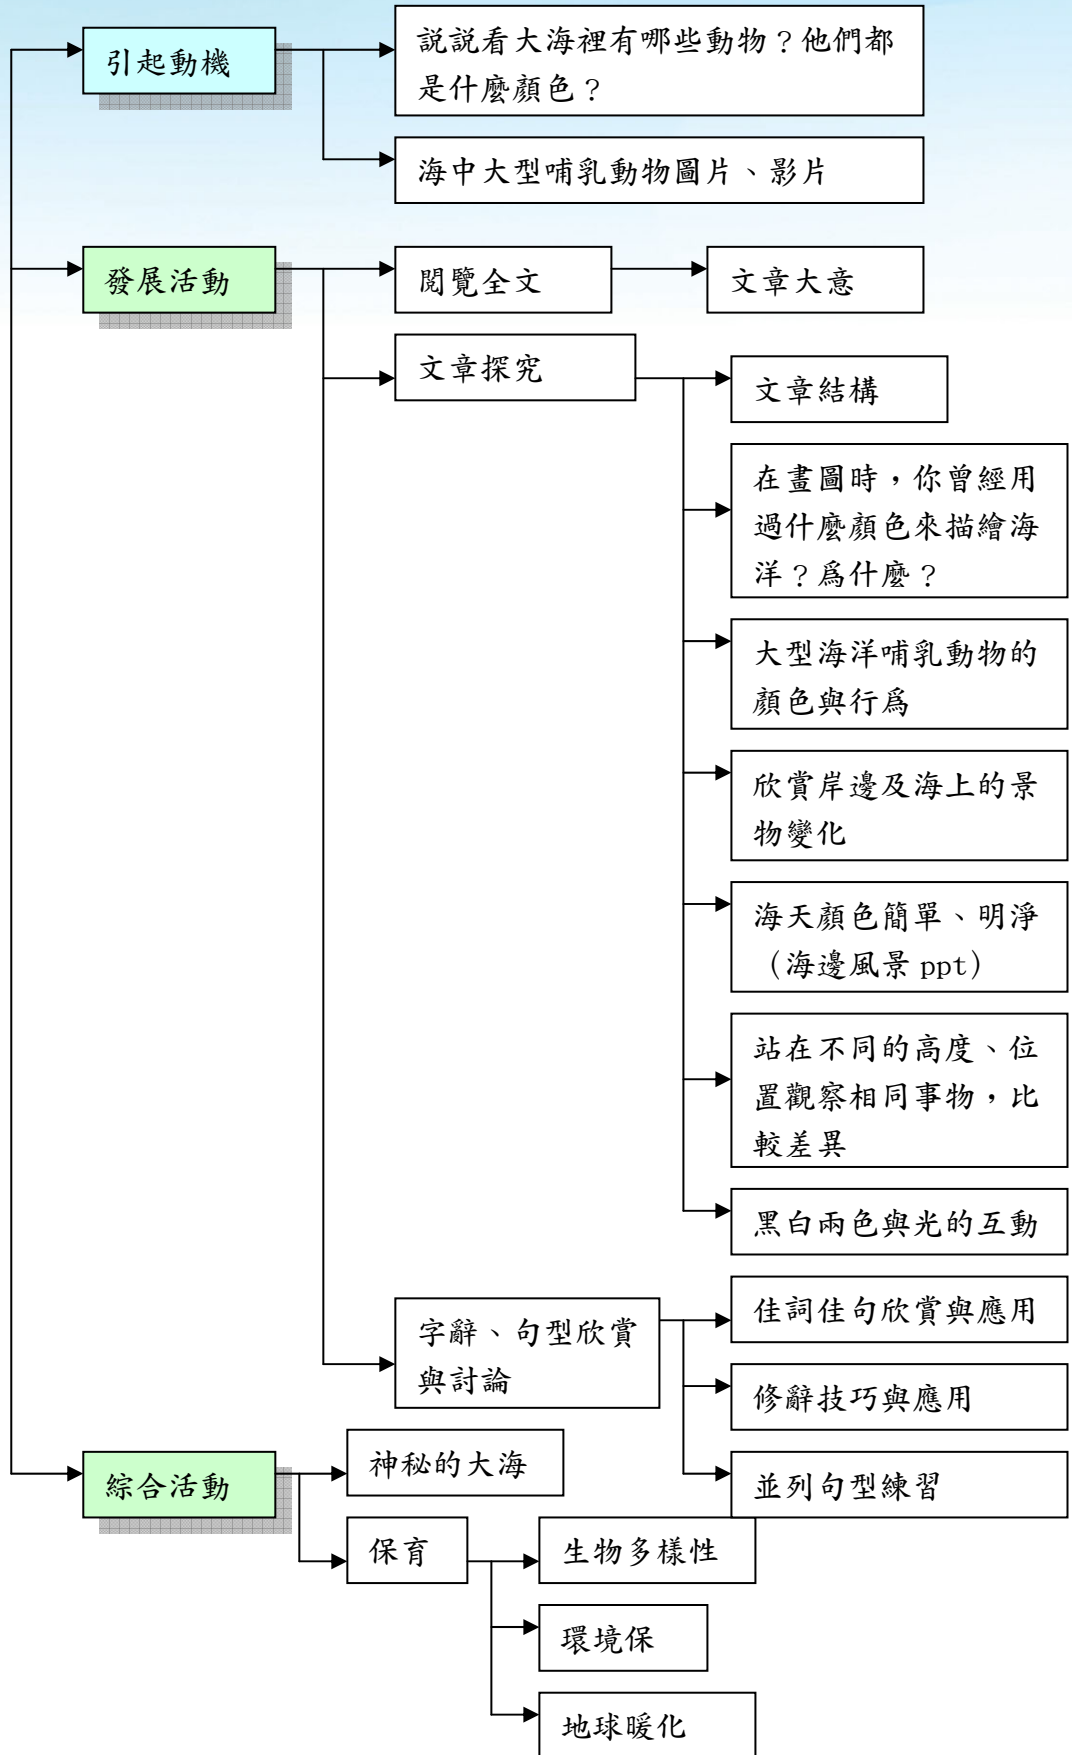 引起動機
說說看大海裡有哪些動物？他們都
是什麼顏色？
海中大型哺乳動物圖片、影片
發展活動
閱覽全文
文章大意
文章探究
文章結構
在畫圖時，你曾經用
過什麼顏色來描繪海
洋？爲什麼？
大型海洋哺乳動物的
顏色與行爲
欣賞岸邊及海上的景
物變化
海天顏色簡單、明淨
（海邊風景 ppt）
站在不同的高度、位
置觀察相同事物，比
較差異
黑白兩色與光的互動
字辭、句型欣賞
與討論
佳詞佳句欣賞與應用
修辭技巧與應用
並列句型練習
綜合活動
神秘的大海
保育
生物多樣性
環境保
地球暖化